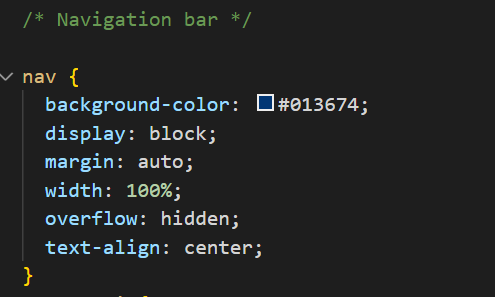 /* Navigation bar */
nav {
background-color: #013674;
display: block;
margin: auto;
width: 100%;
overflow: hidden;
text-align: center;
}